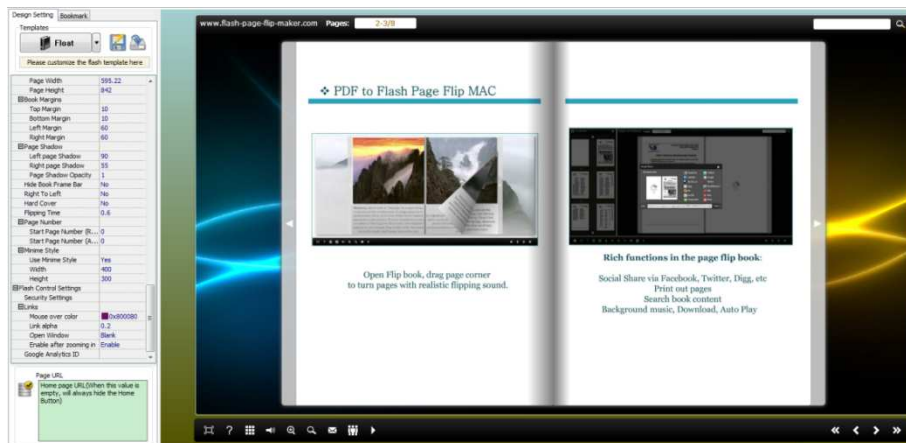 Design Setting
Bookmark
Templates
Float
Please customize the flash template here
Page Width 595.22
Page Height 842
Book Margins
Top Margin 10
Bottom Margin 10
Left Margin 60
Right Margin 60
Page Shadow
Left page Shadow 90
Right page Shadow 55
Page Shadow Opacity 1
Hide Book Frame Bar No
Right To Left No
Hard Cover No
Flipping Time 0.6
Page Number
Start Page Number (R... 0
Start Page Number (A... 0
Minime Style
Use Minime Style Yes
Width 400
Height 300
Flash Control Settings
Security Settings
Links
Mouse over color 0x800080
Link alpha 0.2
Open Window Blank
Enable after zooming in Enable
Google Analytics ID
Page URL
Home page URL(When this value is
empty, will always hide the Home
Button)
www.flash-page-flip-maker.com Pages: 2-3/8
❖ PDF to Flash Page Flip MAC
Open Flip book, drag page corner
to turn pages with realistic flipping sound.
Rich functions in the page flip book:
Social Share via Facebook, Twitter, Digg, etc
Print out pages
Search book content
Background music, Download, Auto Play